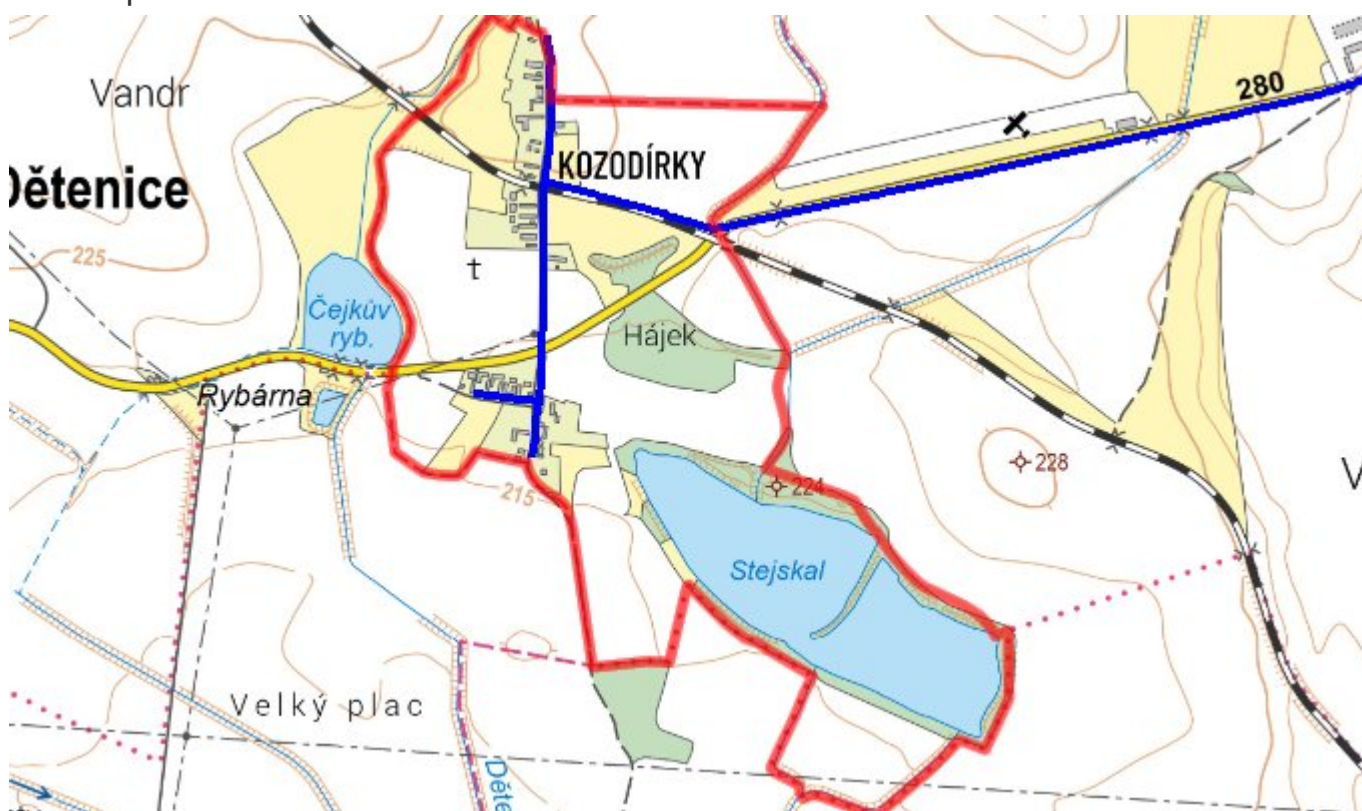 Vandr
280
KOZODÍRKY
Dětenice
225
Čejkův
ryb.
Hájek
Rybárna
228
224
215
Stejskal
Velký plac